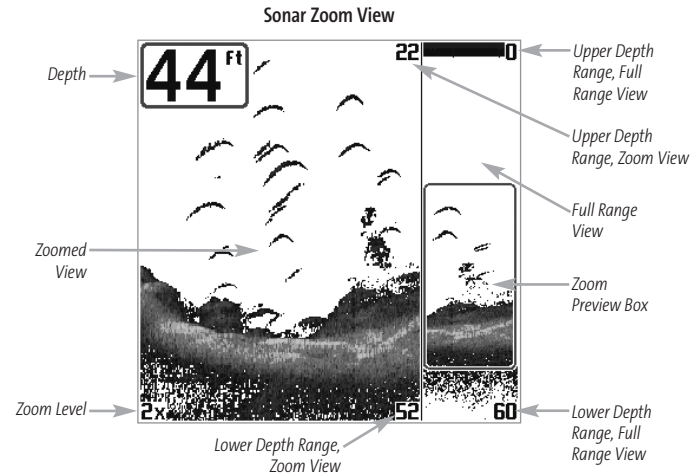 Sonar Zoom View
44 Ft
22
0
Depth
Upper Depth
Range, Full
Range View
Upper Depth
Range, Zoom View
Full Range
View
Zoomed
View
Zoom
Preview Box
Zoom Level
2x
52
60
Lower Depth Range,
Zoom View
Lower Depth
Range, Full
Range View